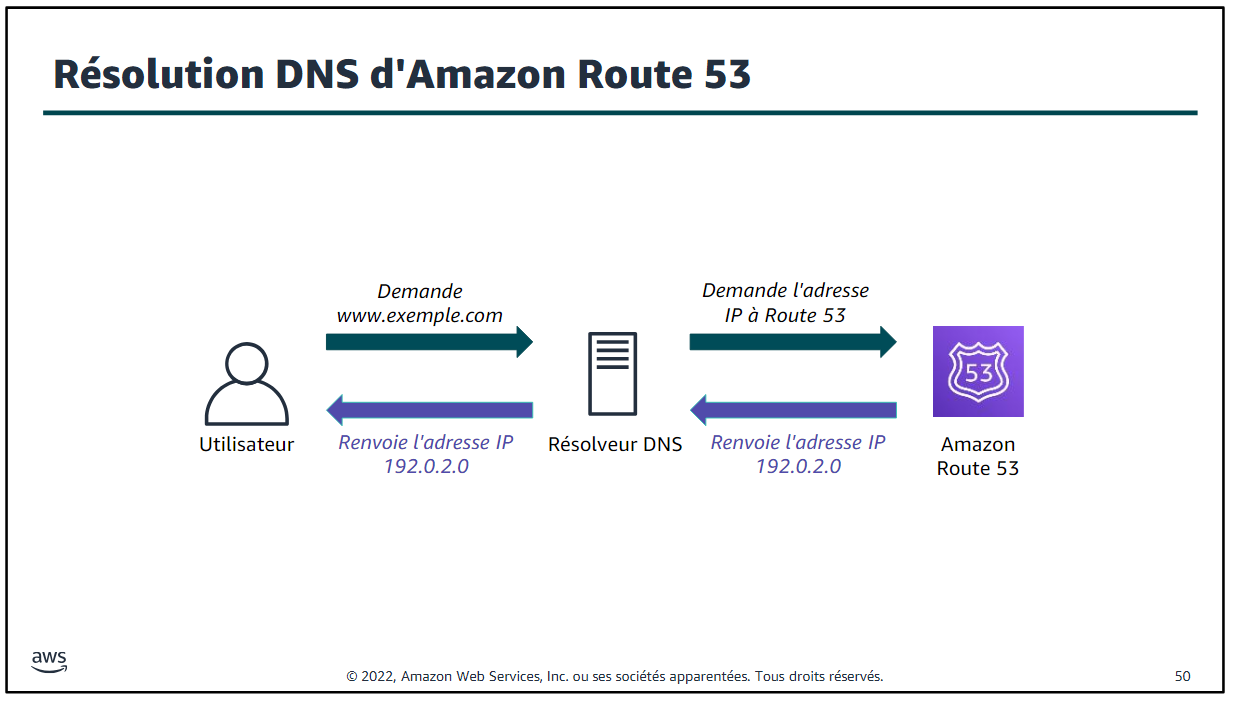 Résolution DNS d'Amazon Route 53
Demande
www.exemple.com
Demande l'adresse
IP à Route 53
53
Utilisateur
Renvoie l'adresse IP
192.0.2.0
Résolveur DNS
Renvoie l'adresse IP
192.0.2.0
Amazon
Route 53
aws
© 2022, Amazon Web Services, Inc. ou ses sociétés apparentées. Tous droits réservés.
50